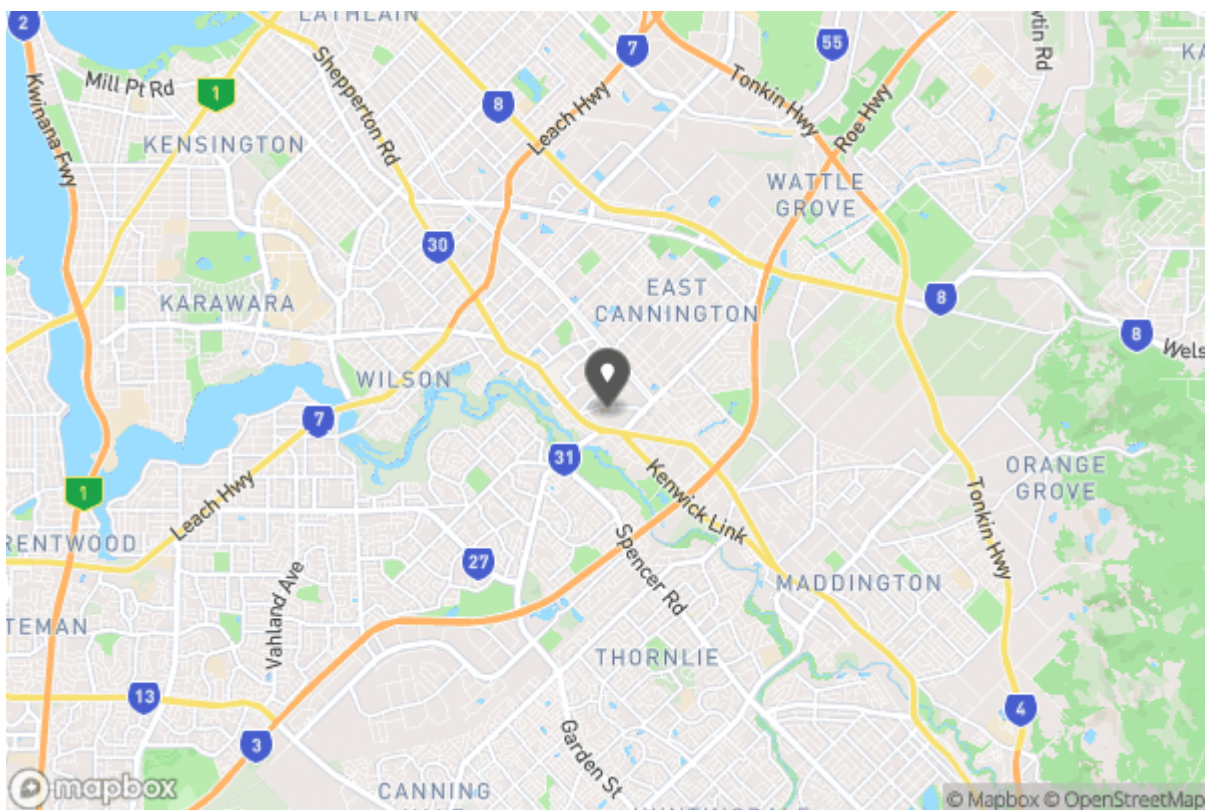 LATHLAIN
2
Mill Pt Rd
1
Kwinana Fwy
KENSINGTON
Shepperton Rd
8
7
Leach Hwy
55
Tonkin Hwy
Roe Hwy
WATTLE
GROVE
30
KARAWARA
EAST
CANNINGTON
8
8
WILSON
7
31
1
Leach Hwy
Kenwick Link
ORANGE
GROVE
Tonkin Hwy
27
Spencer Rd
MADDINGTON
Vahland Ave
THORNLIE
13
3
4
Garden St
CANNING
mapbox
© Mapbox © OpenStreetMap